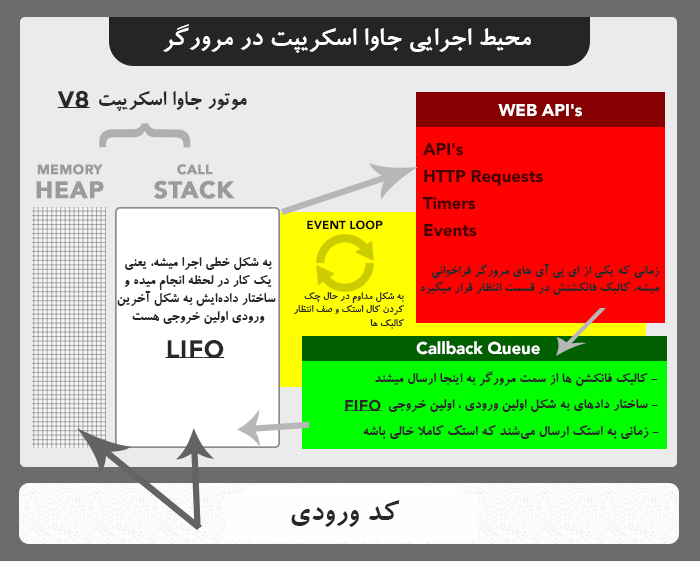 محیط اجرایی جاوا اسکریپت در مرورگر
موتور جاوا اسکریپت V8
MEMORY
HEAP
CALL
STACK
به شکل خطی اجرا میشه، یعنی
یک کار در لحظه انجام میده و
ساختار داده‌ایش به شکل آخرین
ورودی اولین خروجی هست
LIFO
EVENT LOOP
به شکل مداوم در حال چک
کردن کال استک و صف انتظار
کالبک ها
WEB API's
API's
HTTP Requests
Timers
Events
زمانی که یکی از ای پی آی های مرورگر فراخوانی
میشه، کالبک فانکشنش در قسمت انتظار قرار میگیره
Callback Queue
- کالبک فانکشن ها از سمت مرورگر به اینجا ارسال میشند
- ساختار دادهای به شکل اولین ورودی ، اولین خروجی FIFO
- زمانی به استک ارسال می‌شند که استک کاملا خالی باشه
کد ورودی